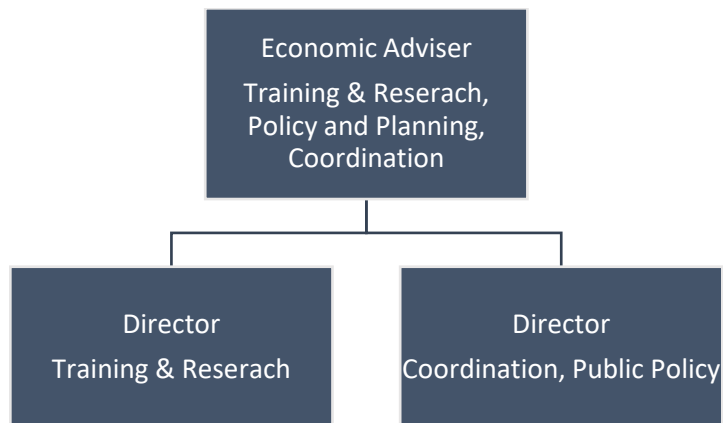 Economic Adviser
Training & Reserach,
Policy and Planning,
Coordination
Director
Training & Reserach
Director
Coordination, Public Policy